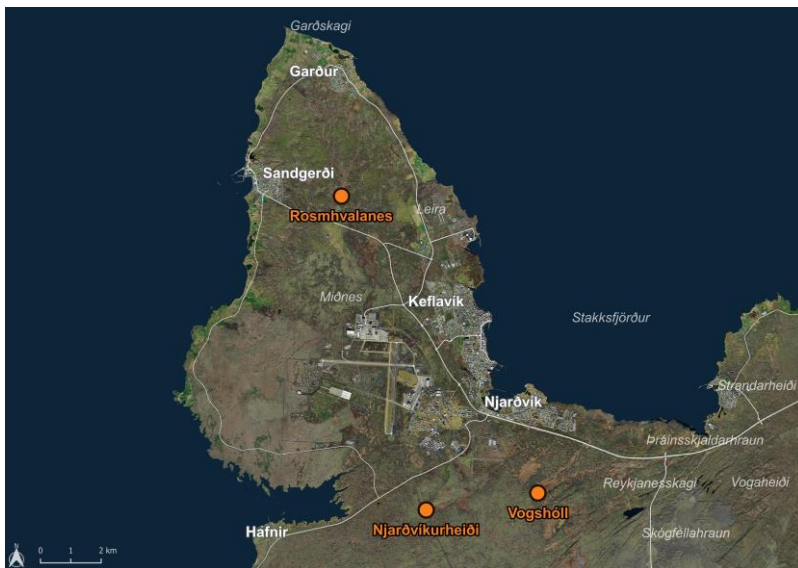 Garðskagi
Garður
Sandgerði
Rosmhvalanes
Leira
Miðnes
Keflavík
Stakksfjörður
Strandarheiði
Njarðvík
Þráinsskjaldarhraun
Reykjanesskagi
Vogaheiði
Vogshóll
Njarðvíkurheiði
Hafnir
Skógfellahraun
N
0 1 2 km